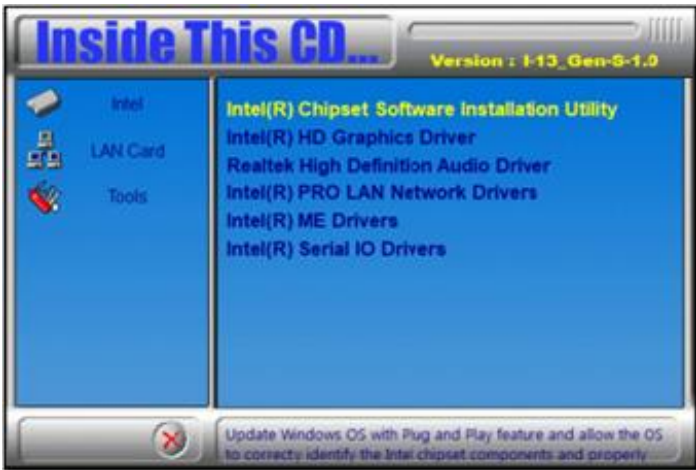 Inside This CD...
Version : I-13_Gen-S-1.0
Intel
LAN Card
Tools
Intel(R) Chipset Software Installation Utility
Intel(R) HD Graphics Driver
Realtek High Definition Audio Driver
Intel(R) PRO LAN Network Drivers
Intel(R) ME Drivers
Intel(R) Serial IO Drivers
Update Windows OS with Plug and Play feature and allow the OS
to correcty identify the Intel chipset components and properly